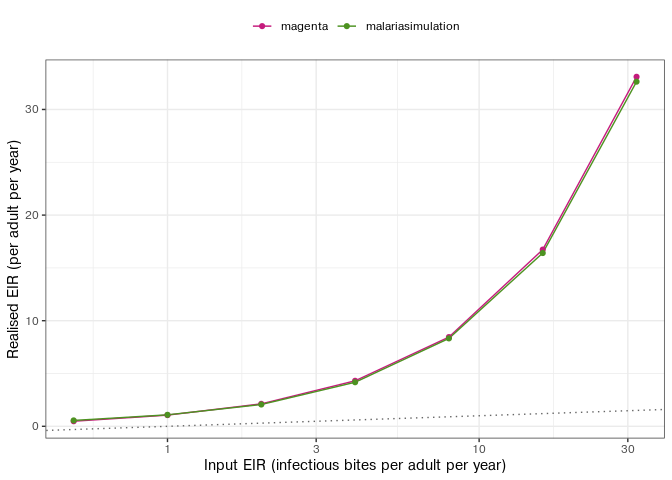 magenta malariasimulation
30
20
10
0
Realised EIR (per adult per year)
1 3 10 30
Input EIR (infectious bites per adult per year)